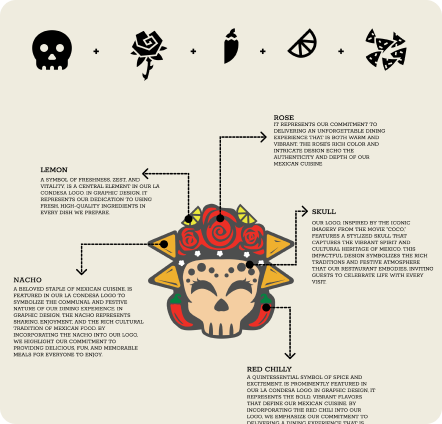 ROSE
IT REPRESENTS OUR COMMITMENT TO
DELIVERING AN UNFORGETTABLE DINING
EXPERIENCE THAT IS BOTH WARM AND
VIBRANT. THE ROSE'S RICH COLOR AND
INTRICATE DESIGN ECHO THE
AUTHENTICITY AND DEPTH OF OUR
MEXICAN CUISINE
LEMON
A SYMBOL OF FRESHNESS, ZEST, AND
VITALITY, IS A CENTRAL ELEMENT IN OUR LA
CONDESA LOGO. IN GRAPHIC DESIGN, IT
REPRESENTS OUR DEDICATION TO USING
FRESH, HIGH-QUALITY INGREDIENTS IN
EVERY DISH WE PREPARE.
SKULL
OUR LOGO, INSPIRED BY THE ICONIC
IMAGERY FROM THE MOVIE "COCO"
FEATURES A STYLIZED SKULL THAT
CAPTURES THE VIBRANT SPIRIT AND
CULTURAL HERITAGE OF MEXICO. THIS
IMPACTFUL DESIGN SYMBOLIZES THE RICH
TRADITIONS AND FESTIVE ATMOSPHERE
THAT OUR RESTAURANT EMBODIES, INVITING
GUESTS TO CELEBRATE LIFE WITH EVERY
VISIT.
NACHO
A BELOVED STAPLE OF MEXICAN CUISINE, IS
FEATURED IN OUR LA CONDESA LOGO TO
SYMBOLIZE THE COMMUNAL AND FESTIVE
NATURE OF OUR DINING EXPERIENCE. IN
GRAPHIC DESIGN, THE NACHO REPRESENTS
SHARING, ENJOYMENT, AND THE RICH CULTURAL
TRADITION OF MEXICAN FOOD. BY
INCORPORATING THE NACHO INTO OUR LOGO,
WE HIGHLIGHT OUR COMMITMENT TO
PROVIDING DELICIOUS, FUN, AND MEMORABLE
MEALS FOR EVERYONE TO ENJOY.
RED CHILLY
A QUINTESSENTIAL SYMBOL OF SPICE AND
EXCITEMENT, IS PROMINENTLY FEATURED IN
OUR LA CONDESA LOGO. IN GRAPHIC DESIGN, IT
REPRESENTS THE BOLD, VIBRANT FLAVORS
THAT DEFINE OUR MEXICAN CUISINE. BY
INCORPORATING THE RED CHILI INTO OUR
LOGO, WE EMPHASIZE OUR COMMITMENT TO
DELIVERING A DINING EXPERIENCE THAT IS